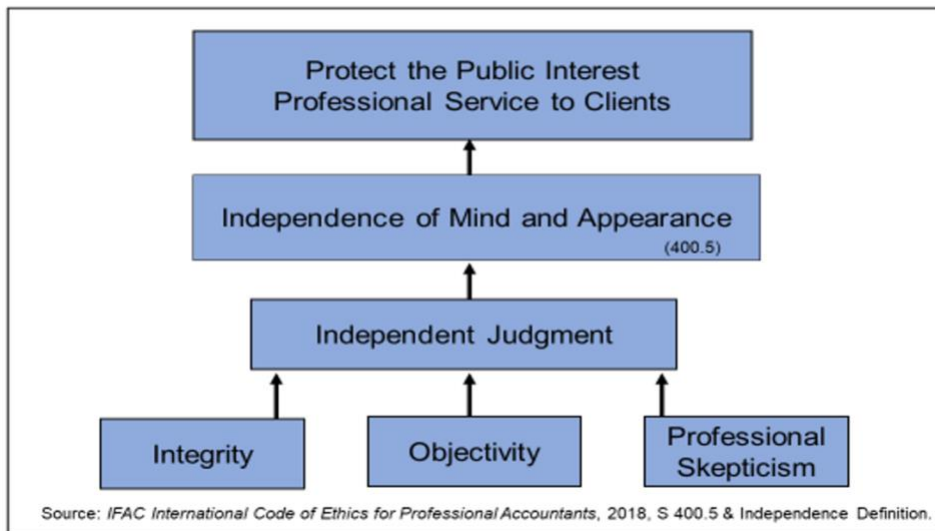 Protect the Public Interest
Professional Service to Clients
Independence of Mind and Appearance
(400.5)
Independent Judgment
Integrity
Objectivity
Professional
Skepticism
Source: IFAC International Code of Ethics for Professional Accountants, 2018, S 400.5 & Independence Definition.